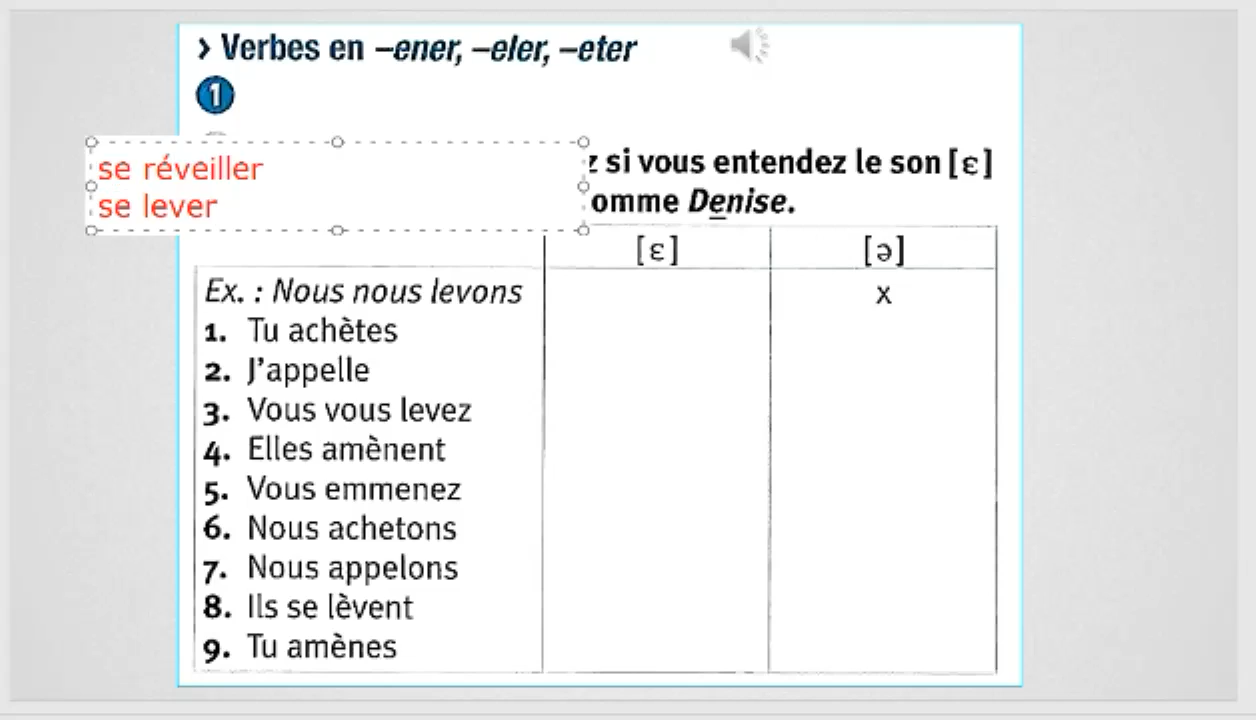 › Verbes en –ener, –eler, –eter
1
se réveiller
si vous entendez le son [ɛ]
se lever
omme Denise.
[ɛ] [ə]
Ex. : Nous nous levons x
1. Tu achètes
2. J’appelle
3. Vous vous levez
4. Elles amènent
5. Vous emmenez
6. Nous achetons
7. Nous appelons
8. Ils se lèvent
9. Tu amènes